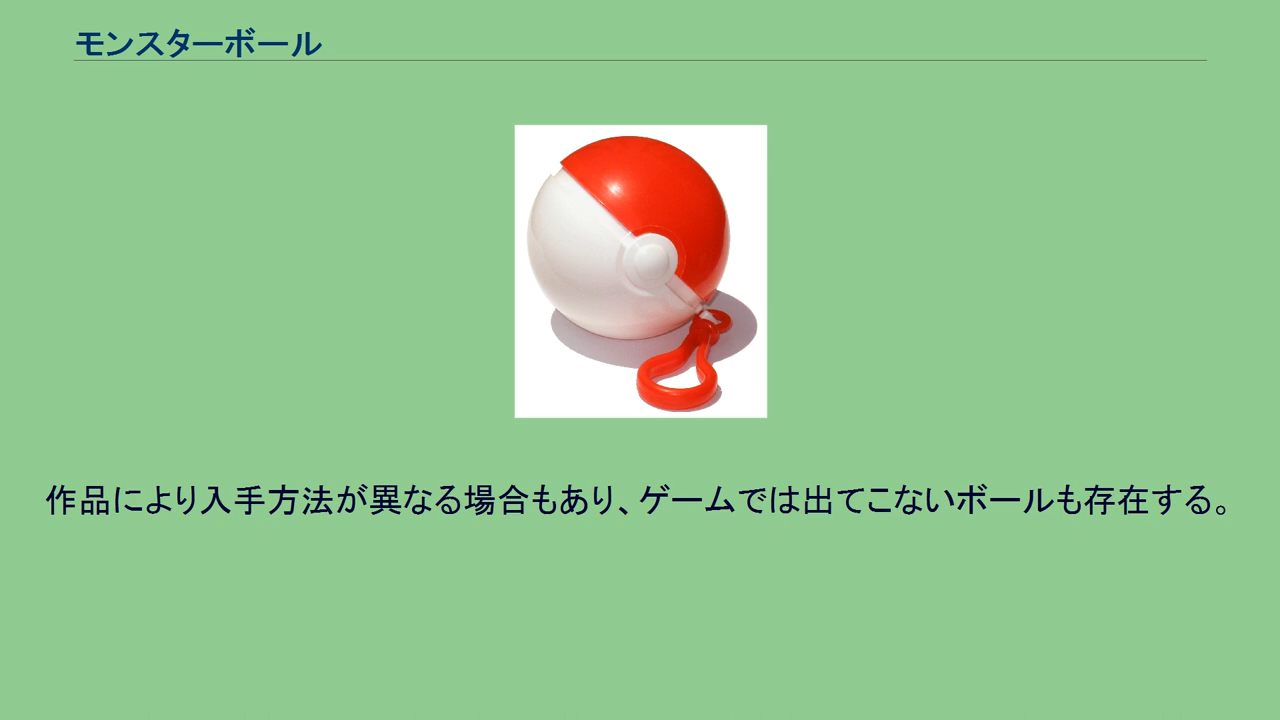 モンスターボール
作品により入手方法が異なる場合もあり、ゲームでは出てこないボールも存在する。